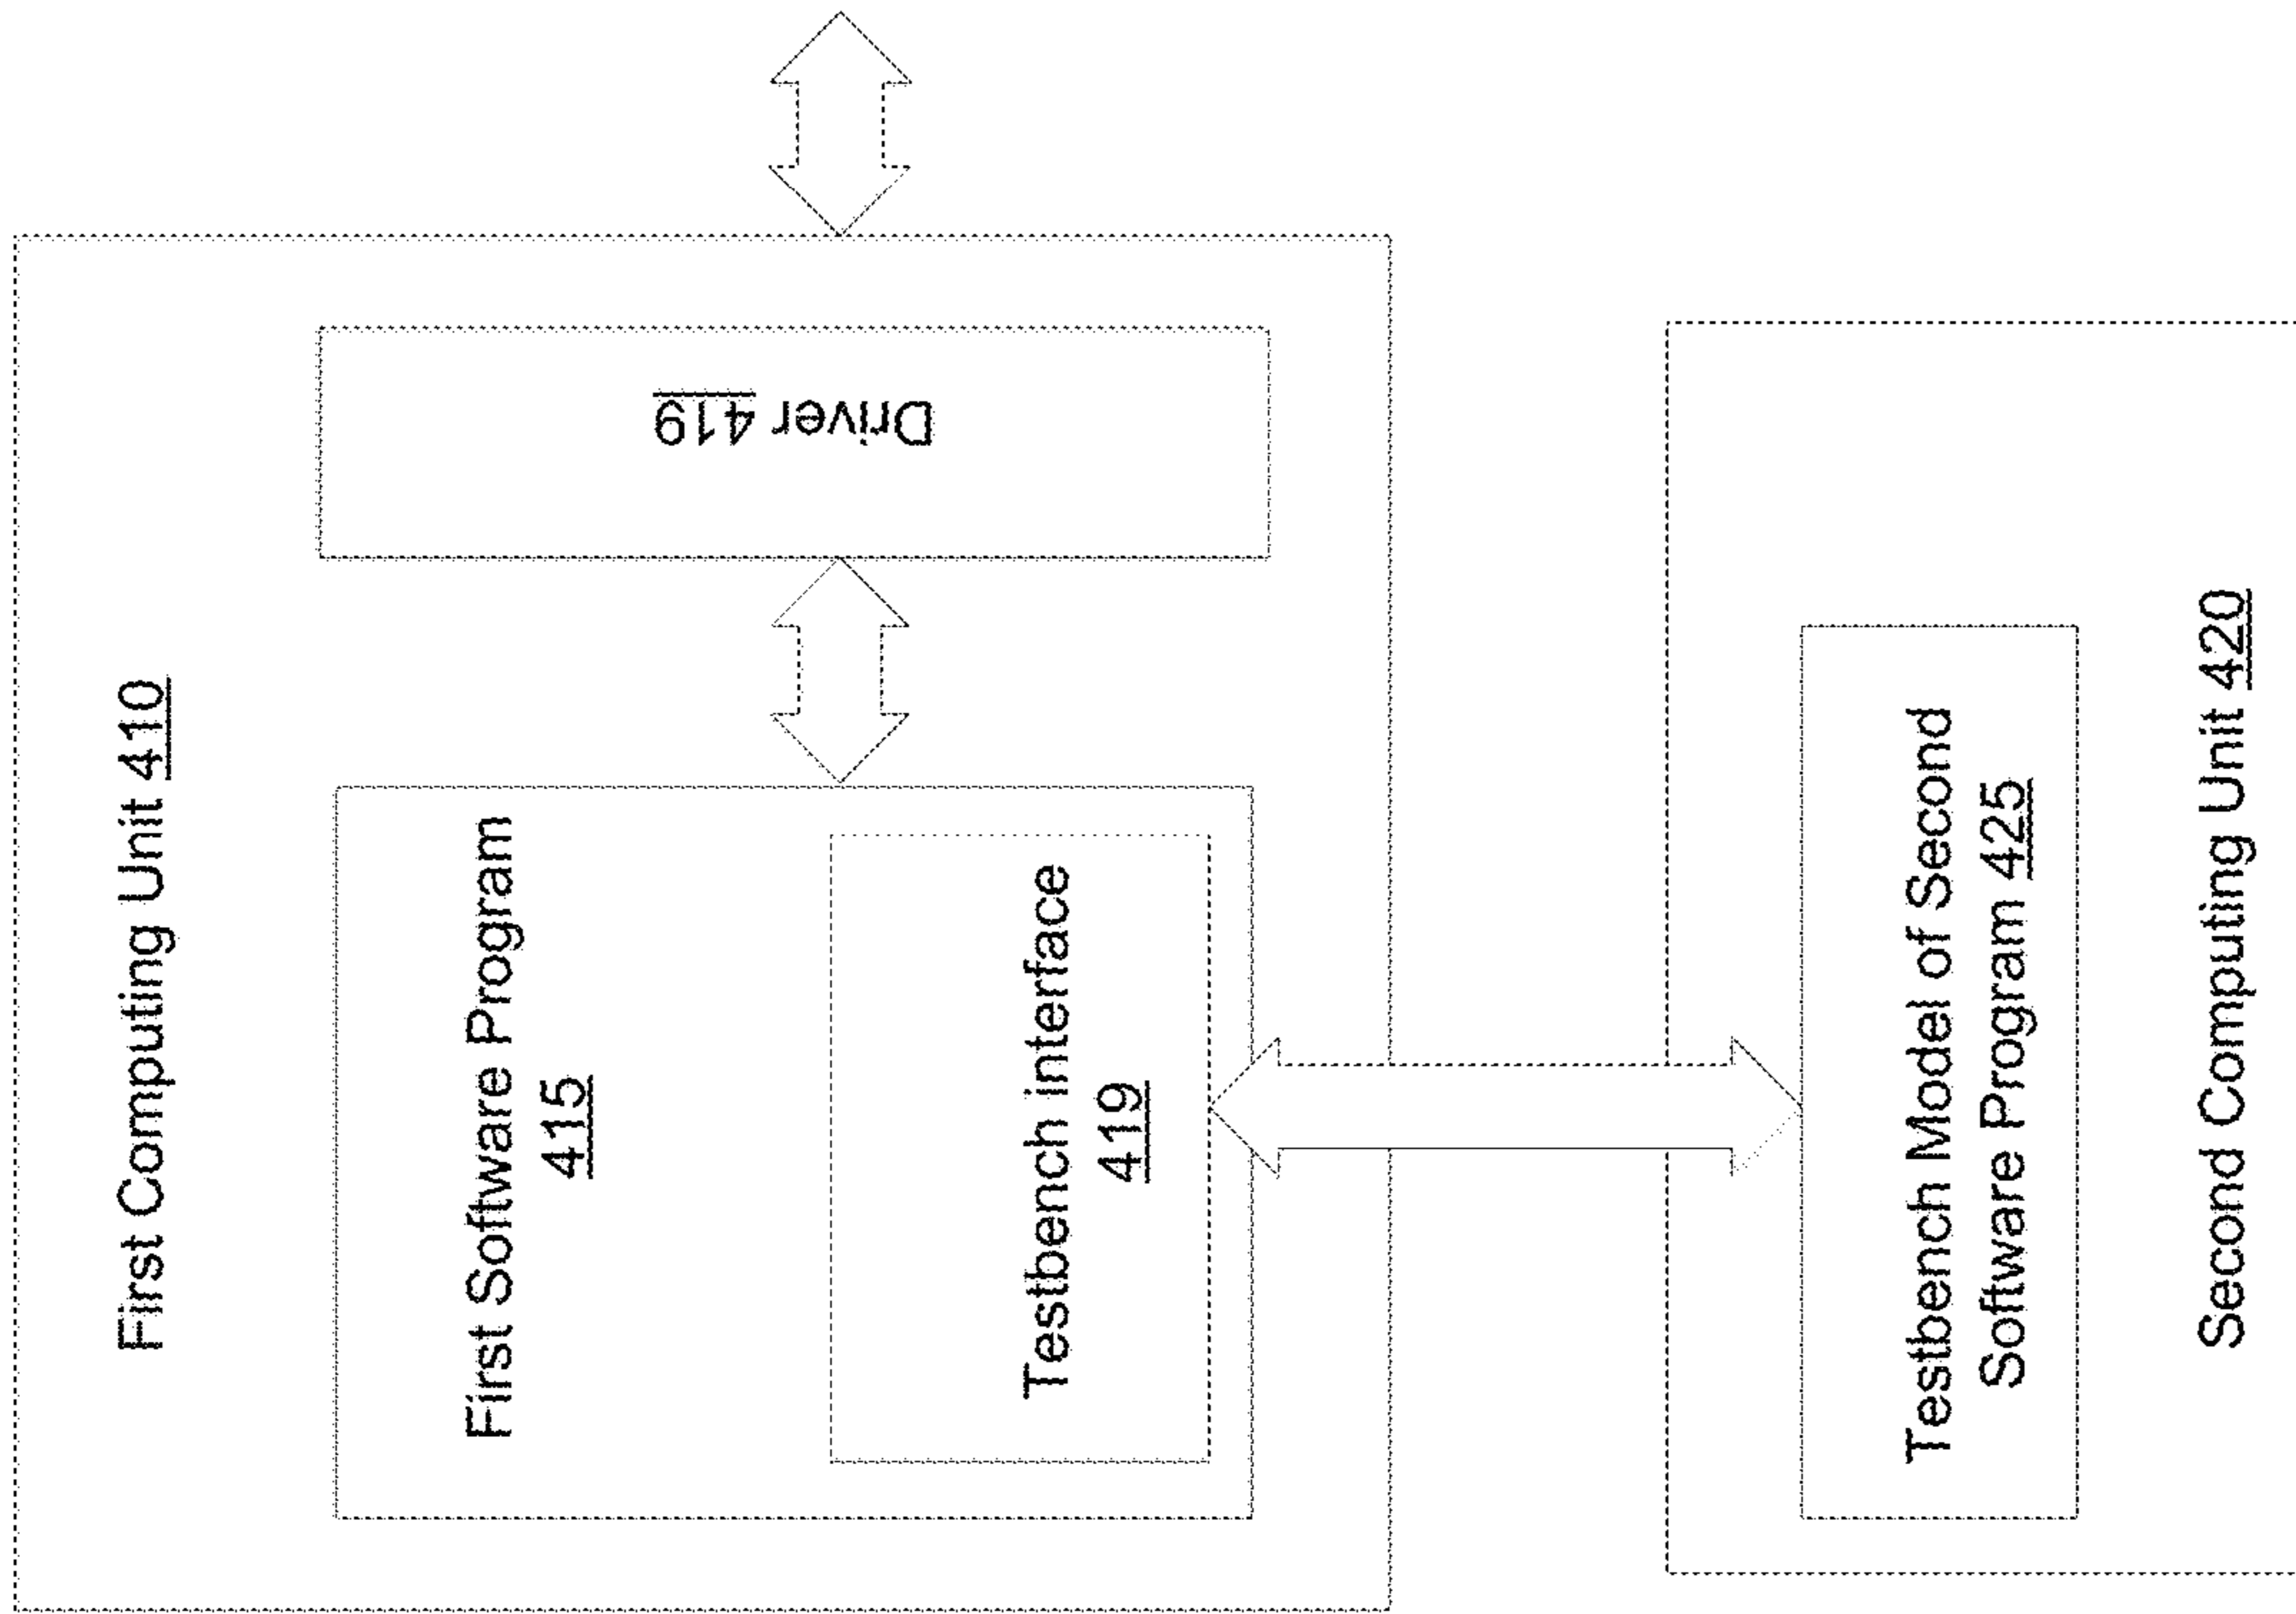 First Computing Unit 410
First Software Program
415
Testbench interface
419
Driver 419
Testbench Model of Second
Software Program 425
Second Computing Unit 420